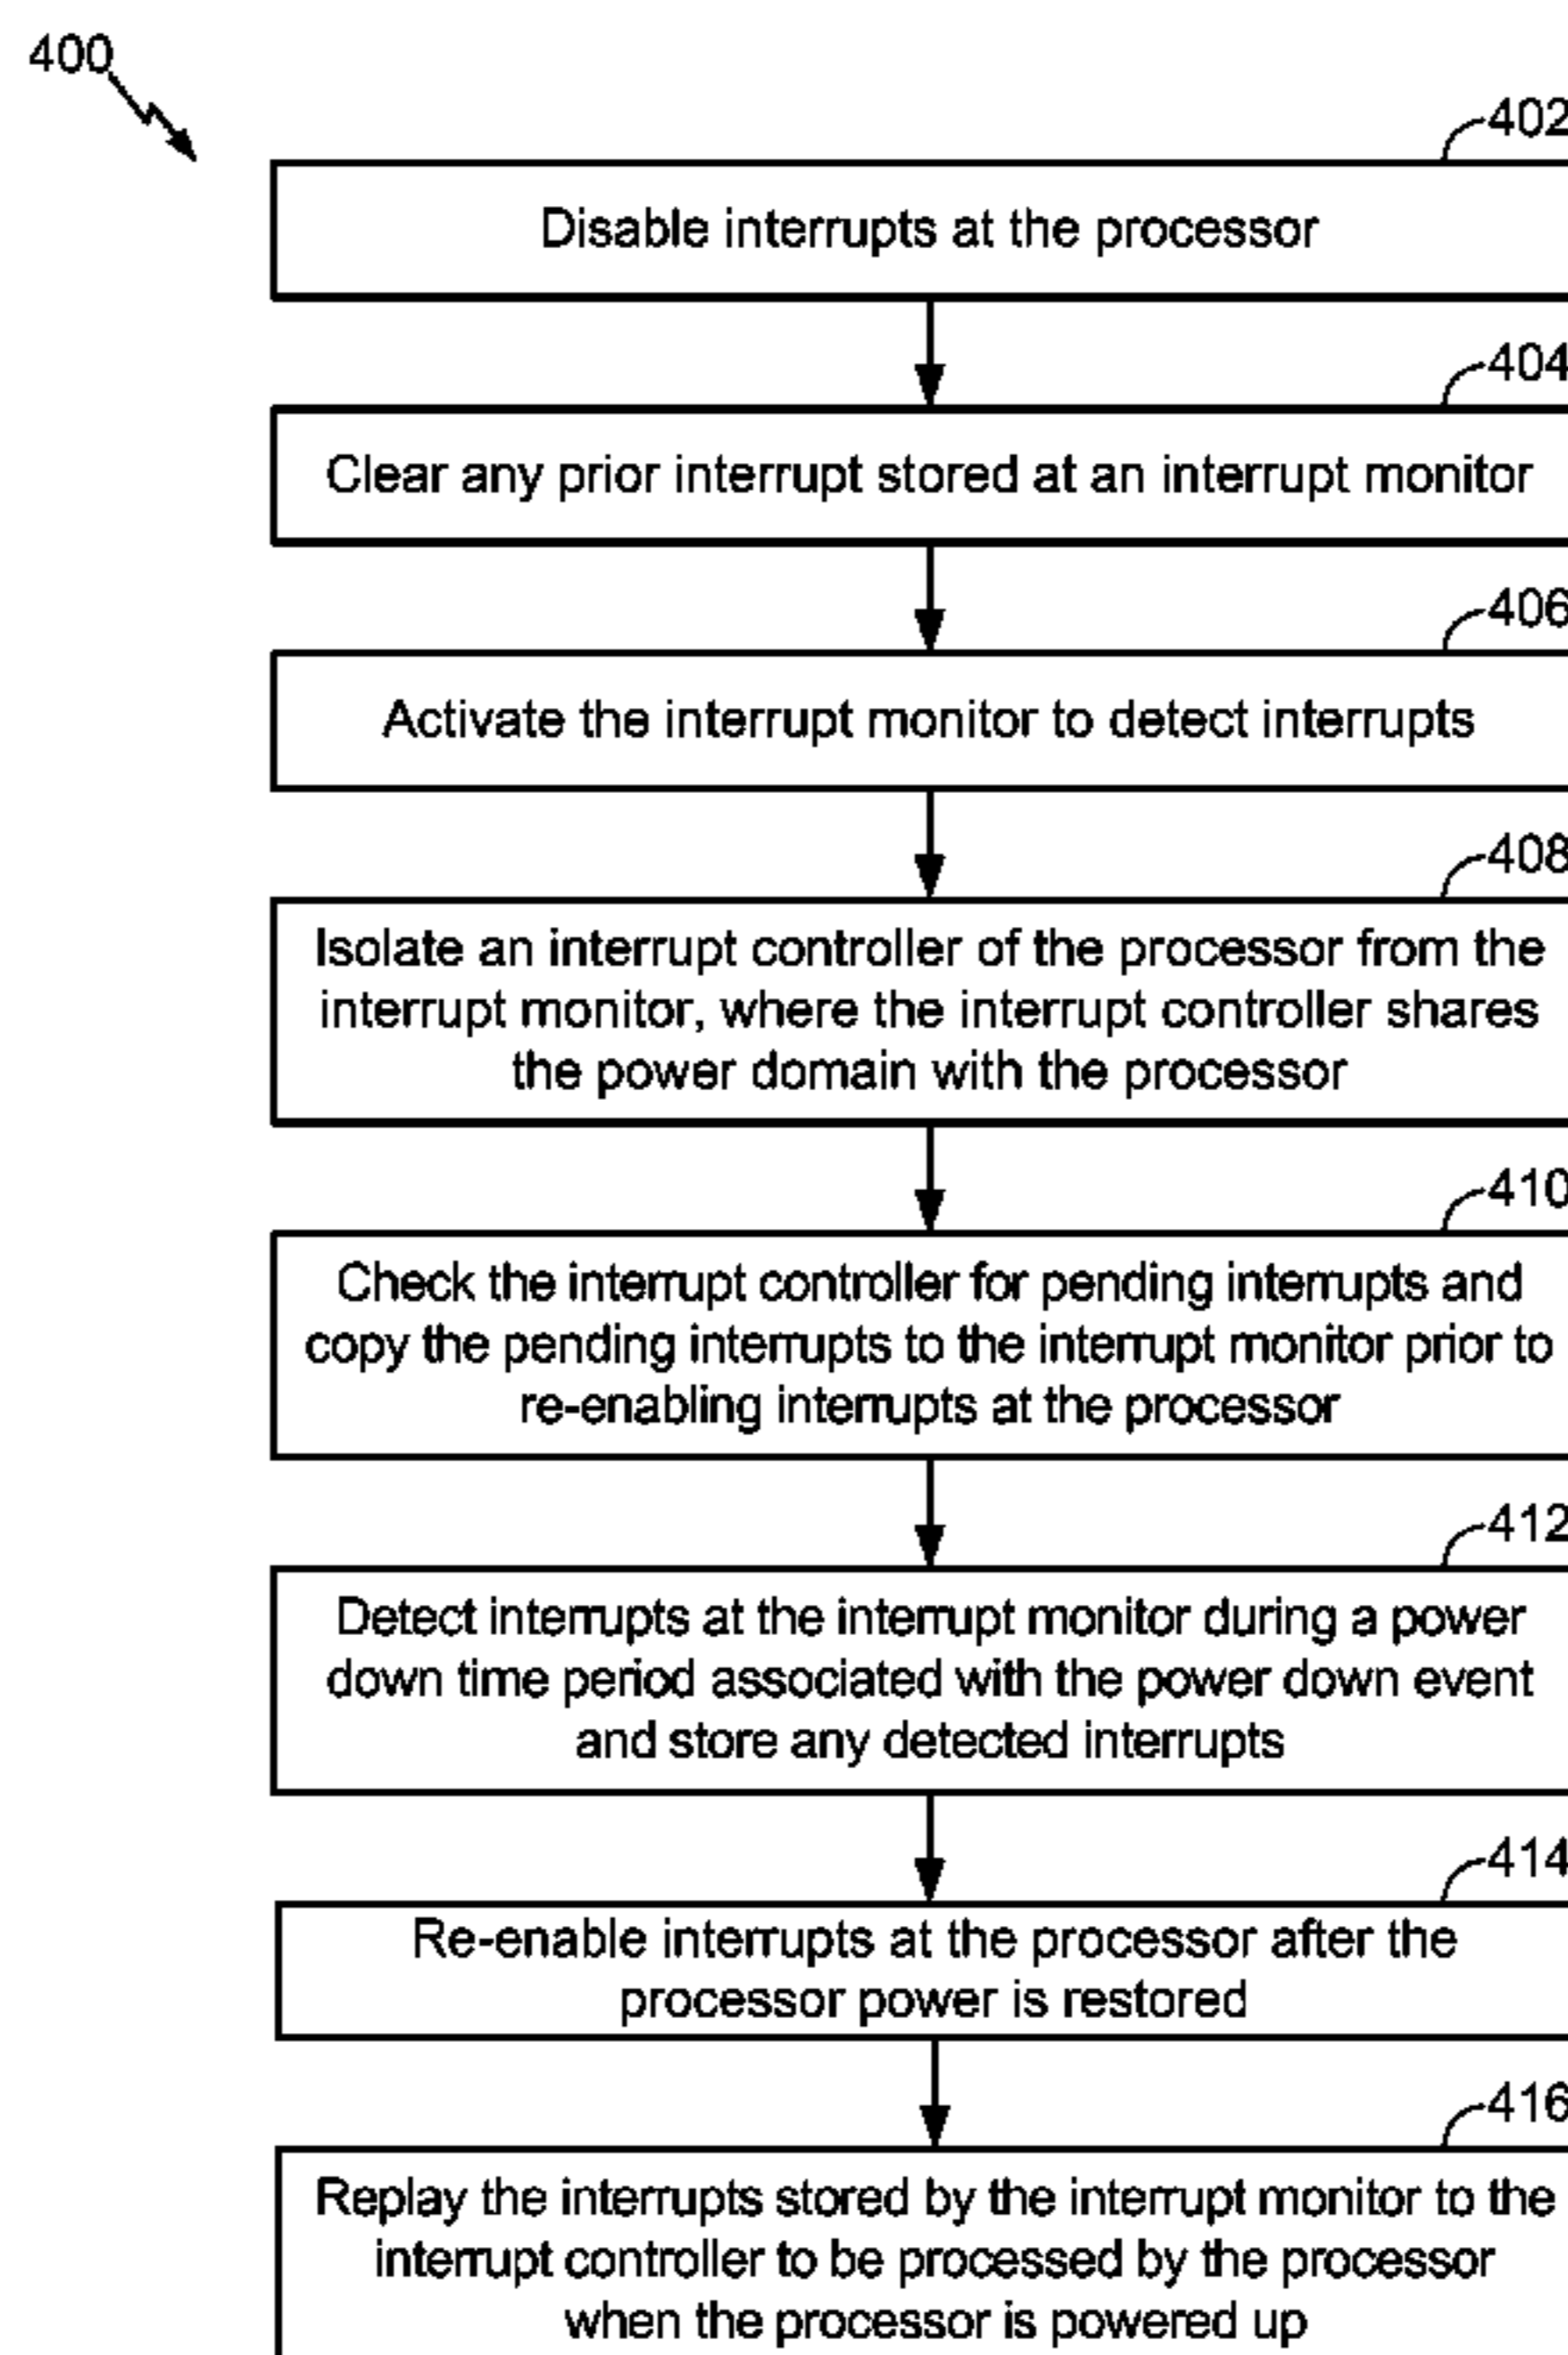 400
402
Disable interrupts at the processor
404
Clear any prior interrupt stored at an interrupt monitor
406
Activate the interrupt monitor to detect interrupts
408
Isolate an interrupt controller of the processor from the
interrupt monitor, where the interrupt controller shares
the power domain with the processor
410
Check the interrupt controller for pending interrupts and
copy the pending interrupts to the interrupt monitor prior to
re-enabling interrupts at the processor
412
Detect interrupts at the interrupt monitor during a power
down time period associated with the power down event
and store any detected interrupts
414
Re-enable interrupts at the processor after the
processor power is restored
416
Replay the interrupts stored by the interrupt monitor to the
interrupt controller to be processed by the processor
when the processor is powered up